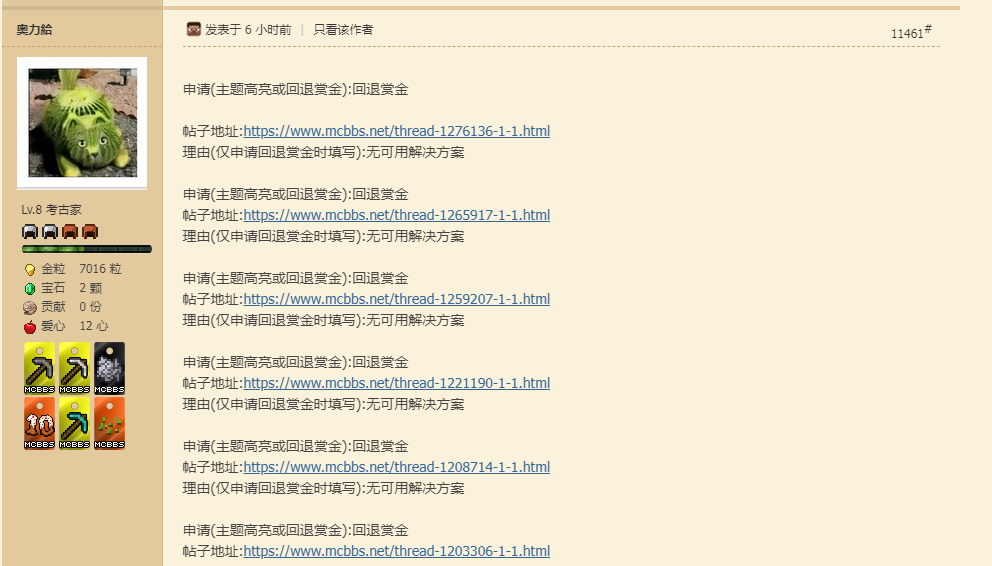 奥力給
发表于 6 小时前 | 只看该作者
11461#
申请(主题高亮或回退赏金):回退赏金
帖子地址:https://www.mcbbs.net/thread-1276136-1-1.html
理由(仅申请回退赏金时填写):无可用解决方案
申请(主题高亮或回退赏金):回退赏金
帖子地址:https://www.mcbbs.net/thread-1265917-1-1.html
理由(仅申请回退赏金时填写):无可用解决方案
申请(主题高亮或回退赏金):回退赏金
帖子地址:https://www.mcbbs.net/thread-1259207-1-1.html
理由(仅申请回退赏金时填写):无可用解决方案
申请(主题高亮或回退赏金):回退赏金
帖子地址:https://www.mcbbs.net/thread-1221190-1-1.html
理由(仅申请回退赏金时填写):无可用解决方案
申请(主题高亮或回退赏金):回退赏金
帖子地址:https://www.mcbbs.net/thread-1208714-1-1.html
理由(仅申请回退赏金时填写):无可用解决方案
申请(主题高亮或回退赏金):回退赏金
帖子地址:https://www.mcbbs.net/thread-1203306-1-1.html
Lv.8 考古家
金粒 7016 粒
宝石 2 颗
贡献 0 份
爱心 12 心
MCBBS MCBBS MCBBS
10
MCBBS MCBBS MCBBS